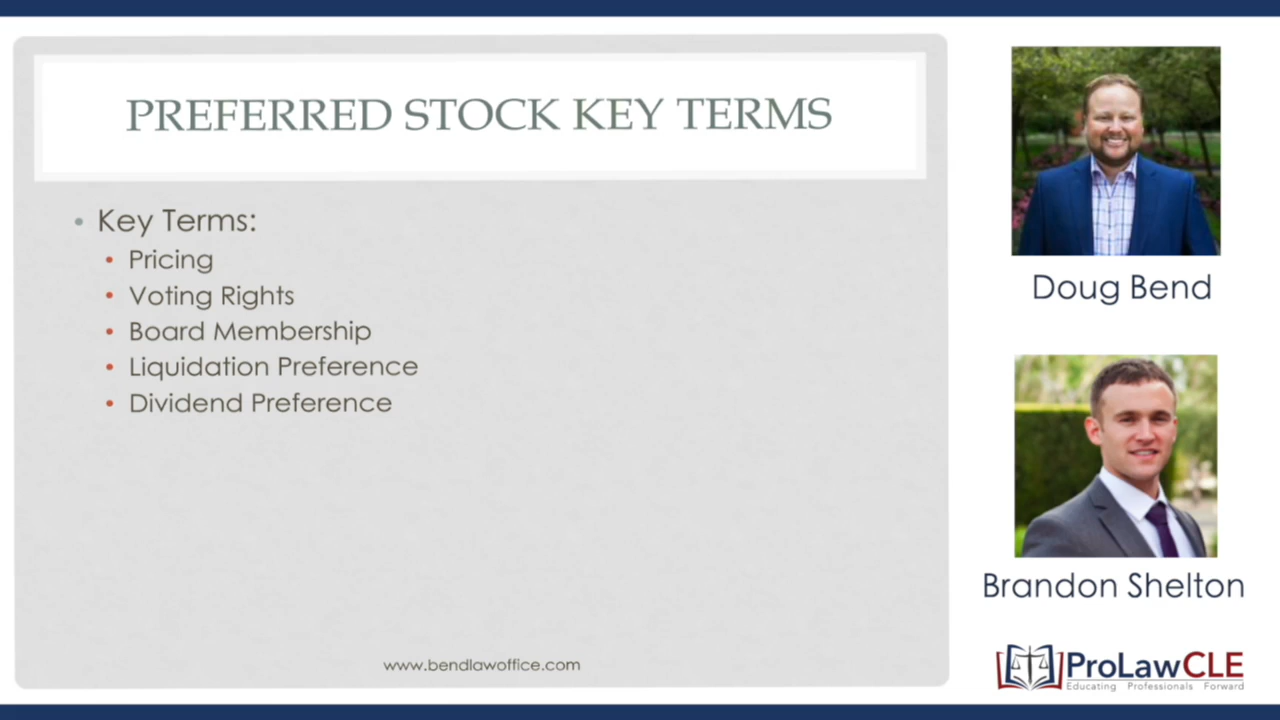 PREFERRED STOCK KEY TERMS
• Key Terms:
• Pricing
• Voting Rights
• Board Membership
• Liquidation Preference
• Dividend Preference
www.bendlawoffice.com
Doug Bend
Brandon Shelton
ProLawCLE
Educating Professionals Forward